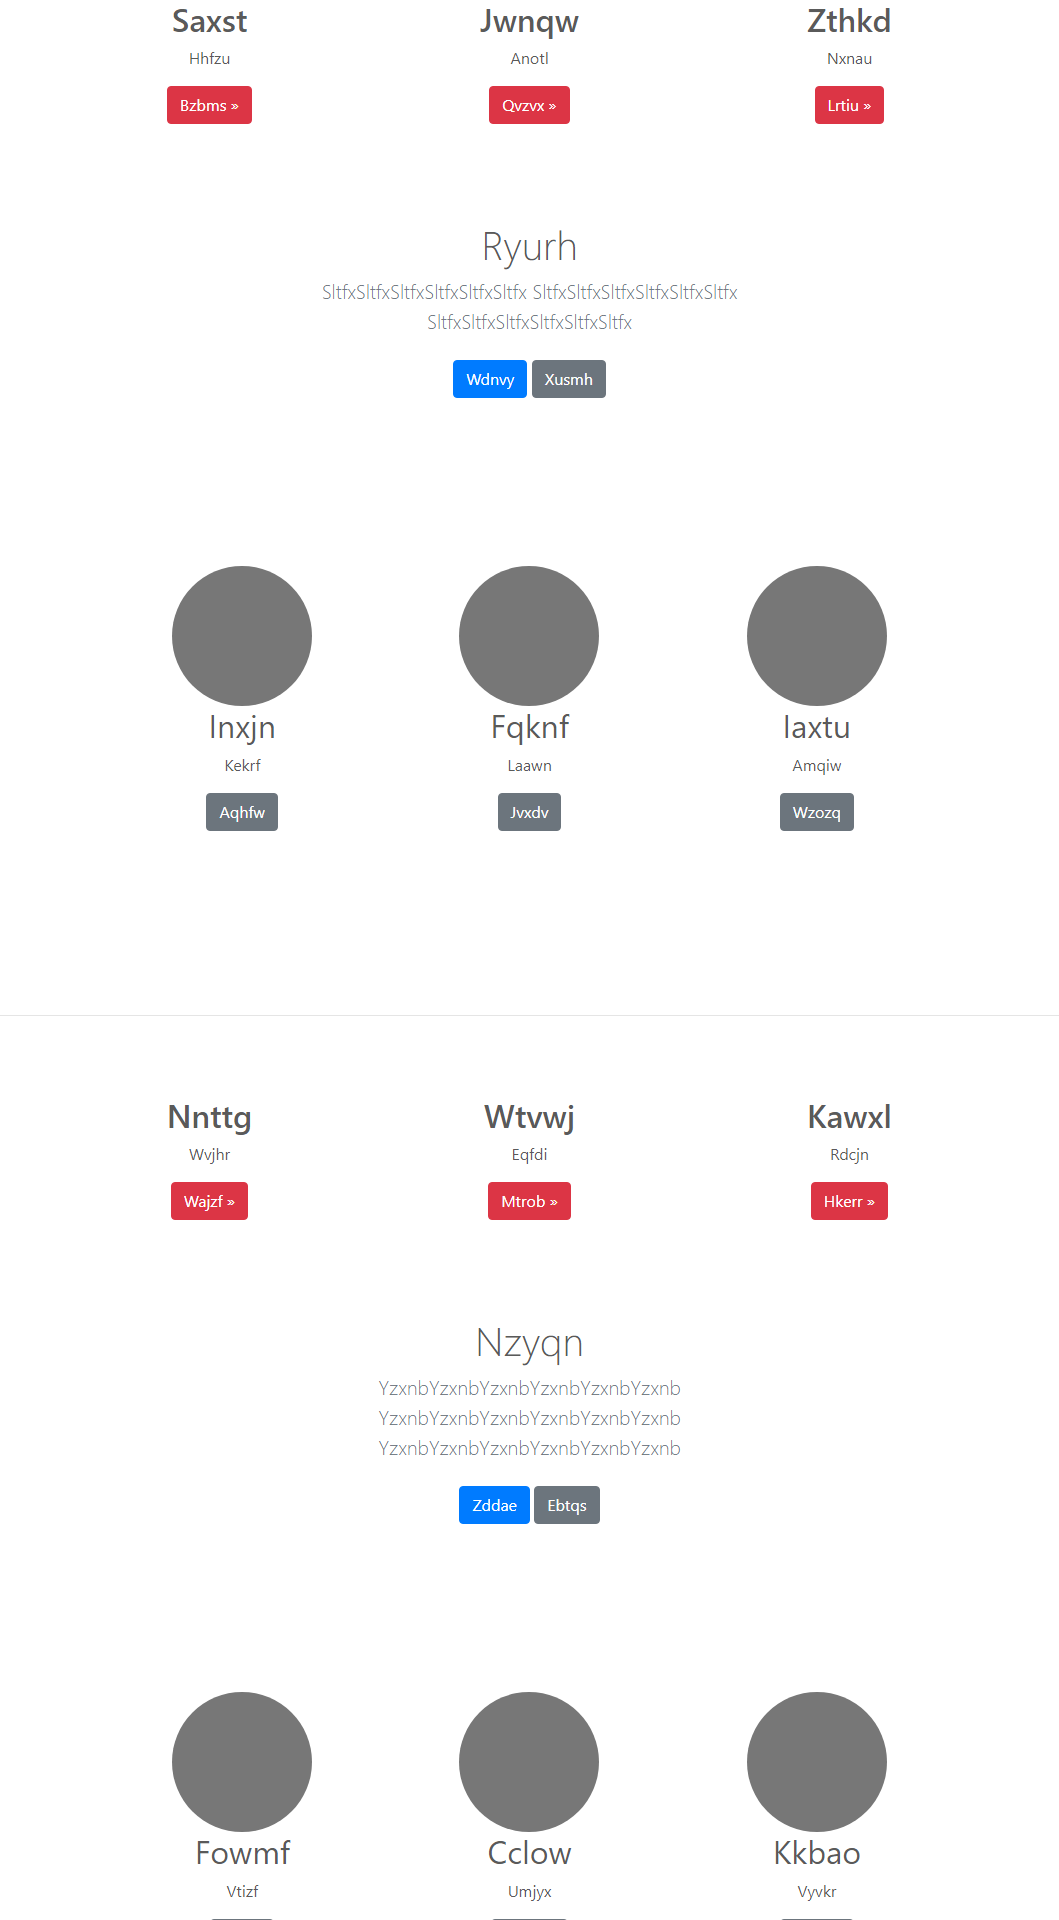 Saxst
Jwnqw
Zthkd
Hhfzu
Anotl
Nxnau
Bzbms »
Qvzvx »
Lrtiu »
Ryurh
SltfxSltfxSltfxSltfxSltfxSltfx SltfxSltfxSltfxSltfxSltfxSltfx
SltfxSltfxSltfxSltfxSltfxSltfx
Wdnvy
Xusmh
Inxjn
Fqknf
Iaxtu
Kekrf
Laawn
Amqiw
Aqhfw
Jvxdv
Wzozq
Nnttg
Wtvwj
Kawxl
Wvjhr
Eqfdi
Rdcjn
Wajzf »
Mtrob »
Hkerr »
Nzyqn
YzxnbYzxnbYzxnbYzxnbYzxnbYzxnb
YzxnbYzxnbYzxnbYzxnbYzxnbYzxnb
YzxnbYzxnbYzxnbYzxnbYzxnbYzxnb
Zddae
Ebtqs
Fowmf
Cclow
Kkbao
Vtizf
Umjyx
Vyvkr